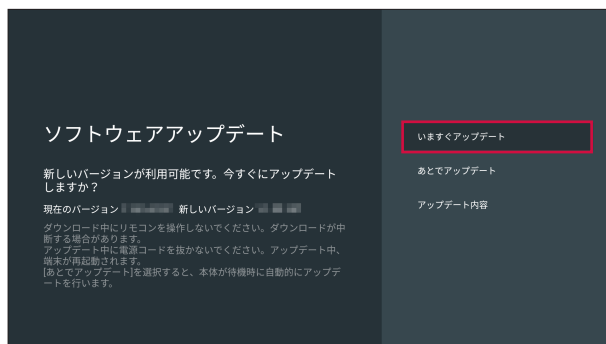 ソフトウェアアップデート
新しいバージョンが利用可能です。今すぐにアップデート
しますか？
現在のバージョン 新しいバージョン
ダウンロード中にリモコンを操作しないでください。ダウンロードが中
断する場合があります。
アップデート中に電源コードを抜かないでください。アップデート中、
端末が再起動されます。
[あとでアップデート]を選択すると、本体が待機時に自動的にアップデ
ートを行います。
いますぐアップデート
あとでアップデート
アップデート内容